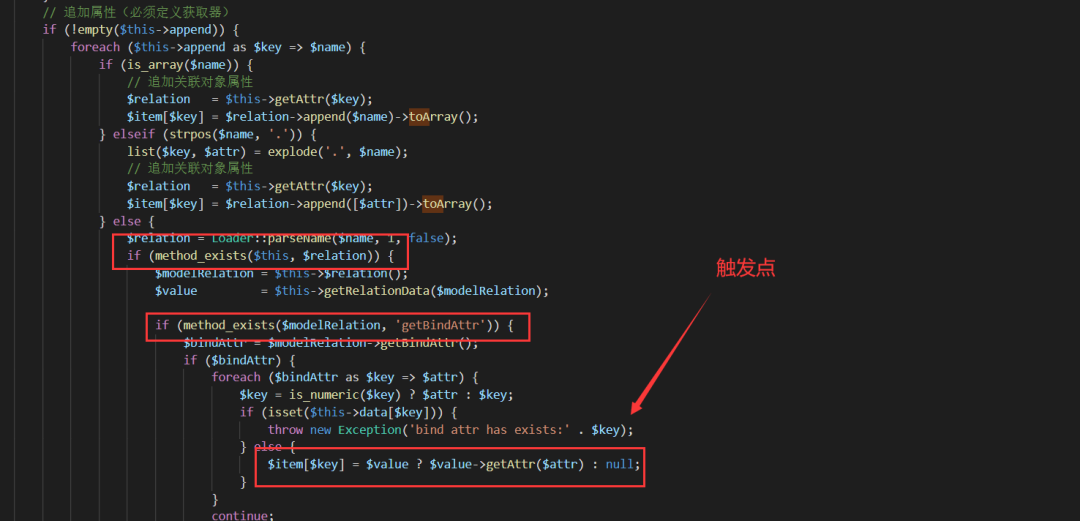 // 追加属性（必须定义获取器）
if (!empty($this->append)) {
foreach ($this->append as $key => $name) {
if (is_array($name)) {
// 追加关联对象属性
$relation   = $this->getAttr($key);
$item[$key] = $relation->append($name)->toArray();
} elseif (strpos($name, '.')) {
list($key, $attr) = explode('.', $name);
// 追加关联对象属性
$relation   = $this->getAttr($key);
$item[$key] = $relation->append([$attr])->toArray();
} else {
$relation = Loader::parseName($name, 1, false);
if (method_exists($this, $relation)) {
触发点
$modelRelation = $this->$relation();
$value         = $this->getRelationData($modelRelation);
if (method_exists($modelRelation, 'getBindAttr')) {
$bindAttr = $modelRelation->getBindAttr();
if ($bindAttr) {
foreach ($bindAttr as $key => $attr) {
$key = is_numeric($key) ? $attr : $key;
if (isset($this->data[$key])) {
throw new Exception('bind attr has exists:' . $key);
} else {
$item[$key] = $value ? $value->getAttr($attr) : null;
}
}
continue;